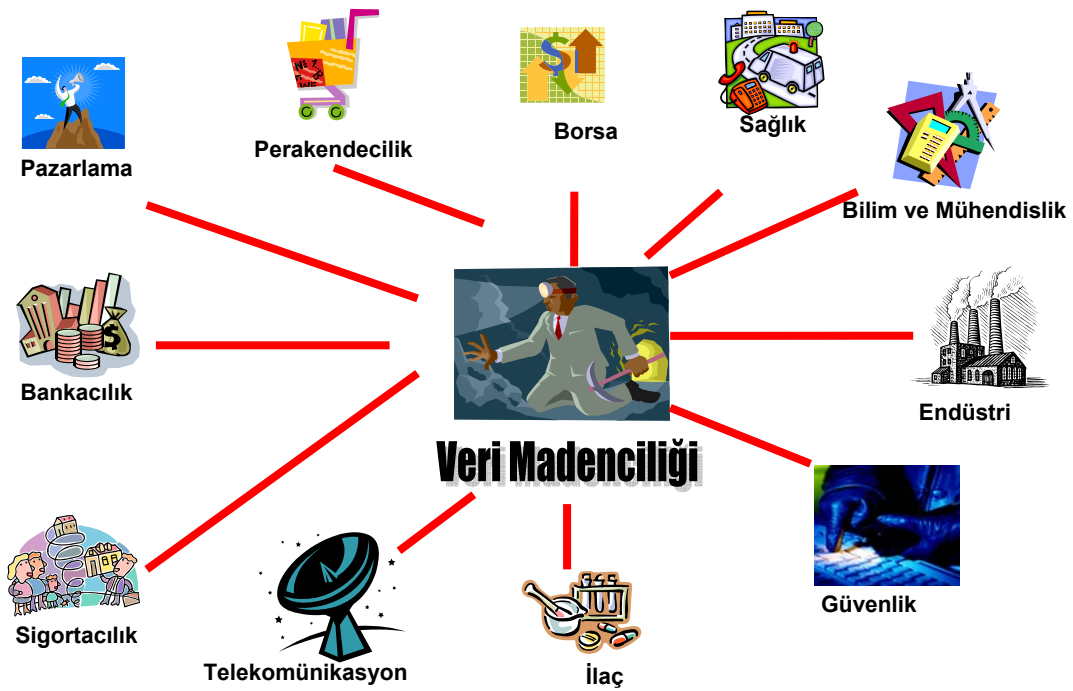 Pazarlama
Perakendecilik
Borsa
Sağlık
Bilim ve Mühendislik
Bankacılık
Veri Madenciliği
Endüstri
Sigortacılık
Telekomünikasyon
İlaç
Güvenlik